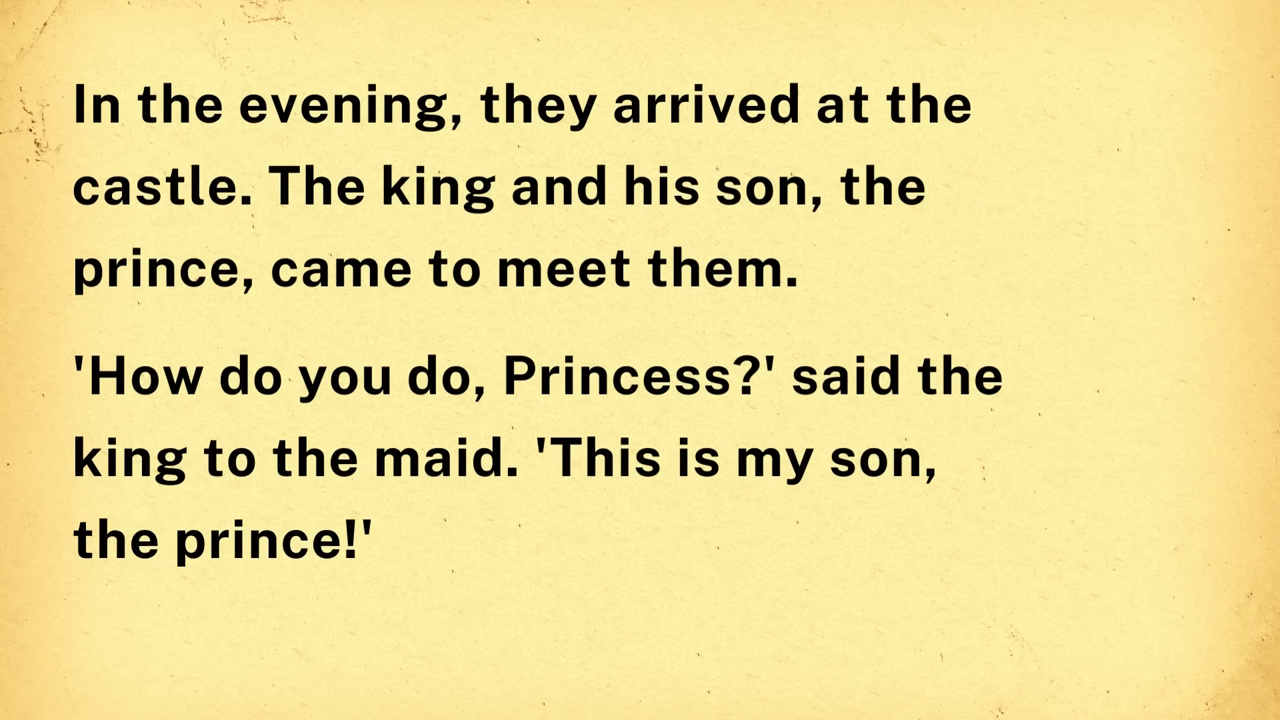 In the evening, they arrived at the
castle. The king and his son, the
prince, came to meet them.
'How do you do, Princess?' said the
king to the maid. 'This is my son,
the prince!'